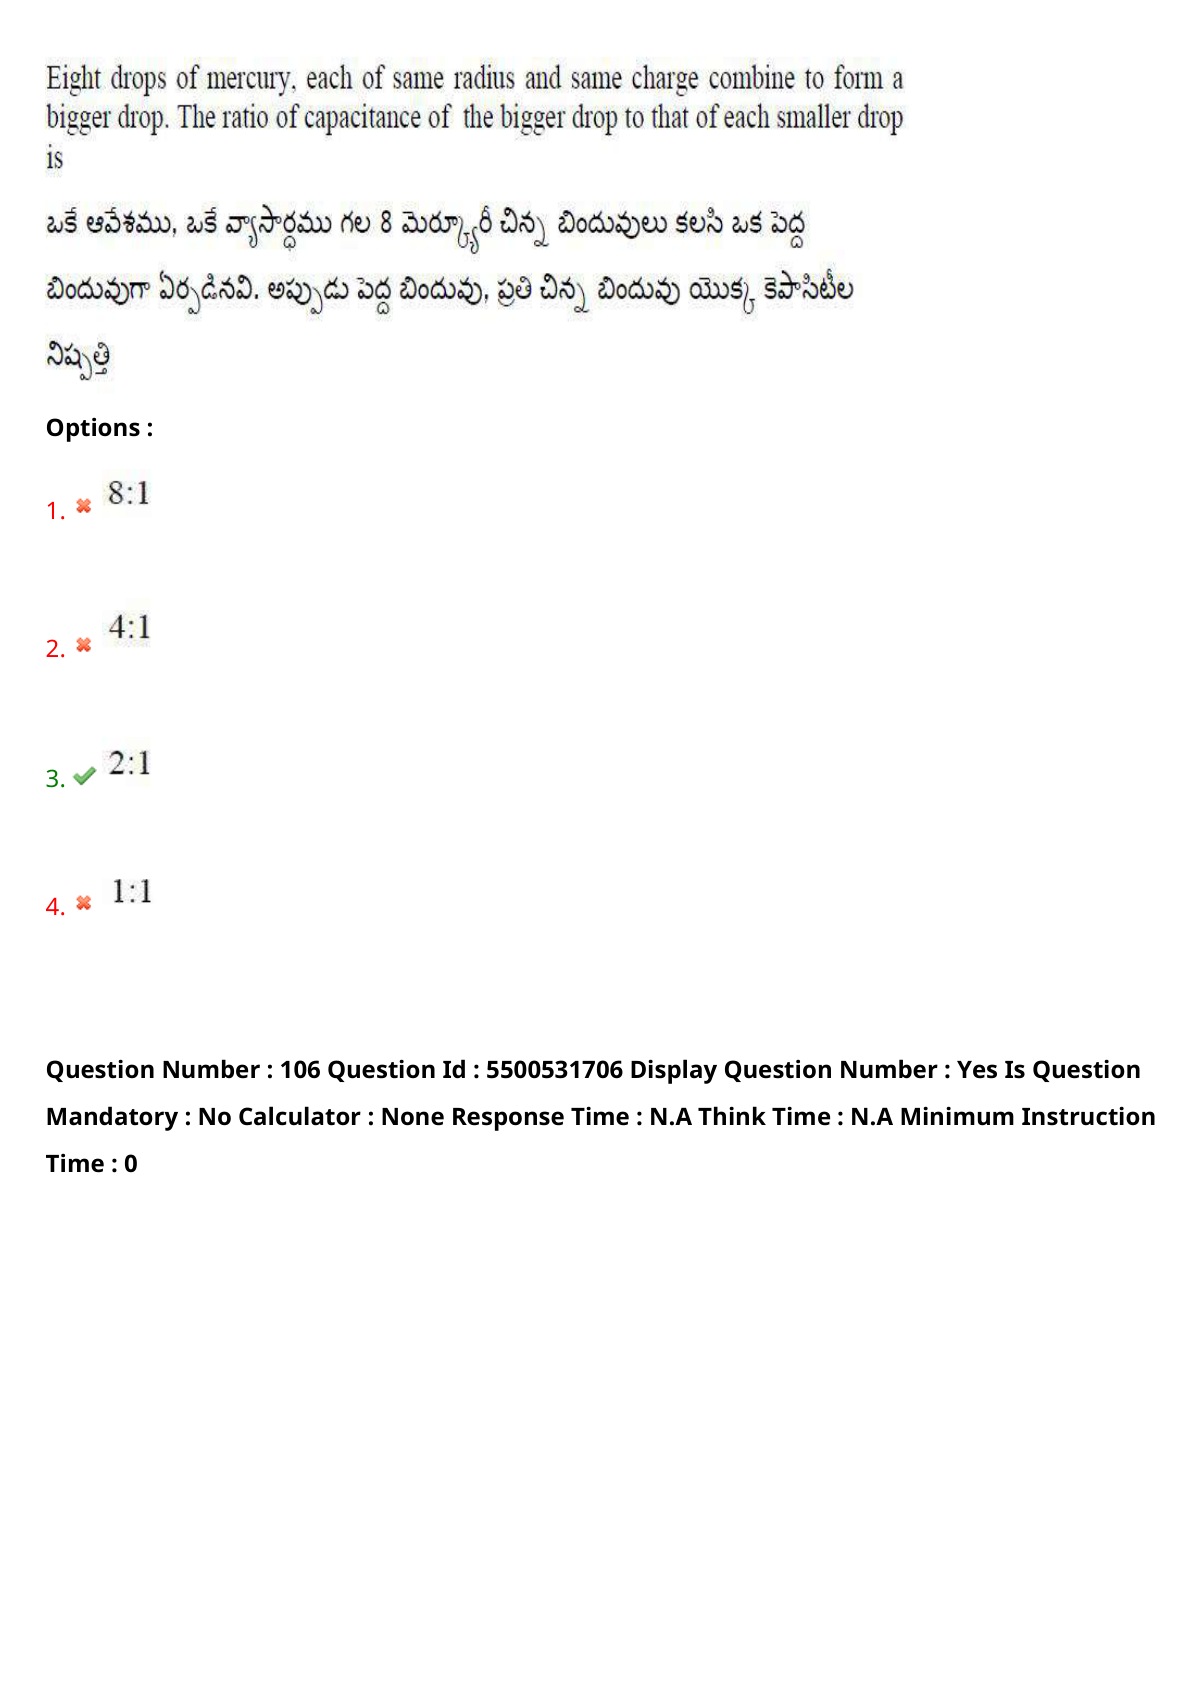 Eight drops of mercury, each of same radius and same charge combine to form a
bigger drop. The ratio of capacitance of the bigger drop to that of each smaller drop
is
ఒకే ఆవేశము, ఒకే వ్యాసార్ధము గల 8 మెర్క్యూరీ చిన్న బిందువులు కలసి ఒక పెద్ద
బిందువుగా ఏర్పడినవి. అప్పుడు పెద్ద బిందువు, ప్రతి చిన్న బిందువు యొక్క కెపాసిటీల
నిష్పత్తి
Options :
1. 8:1
2. 4:1
3. 2:1
4. 1:1
Question Number : 106 Question Id : 5500531706 Display Question Number : Yes Is Question
Mandatory : No Calculator : None Response Time : N.A Think Time : N.A Minimum Instruction
Time : 0